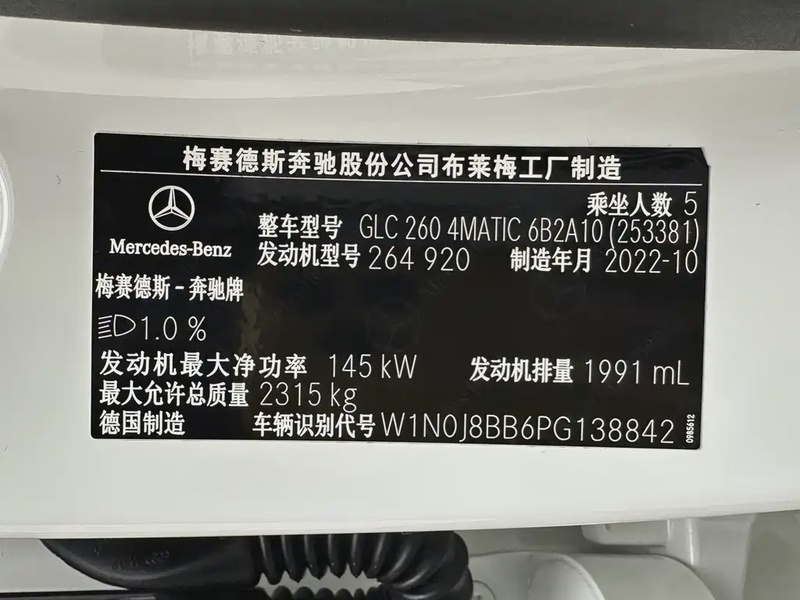 梅赛德斯奔驰股份公司布莱梅工厂制造
乘坐人数 5
整车型号 GLC 260 4MATIC 6B2A10 (253381)
Mercedes-Benz
发动机型号 264 920 制造年月 2022-10
梅赛德斯-奔驰牌
1.0 %
发动机最大净功率 145 kW 发动机排量 1991 mL
最大允许总质量 2315 kg
德国制造 车辆识别代号 W1N0J8BB6PG138842
0985612